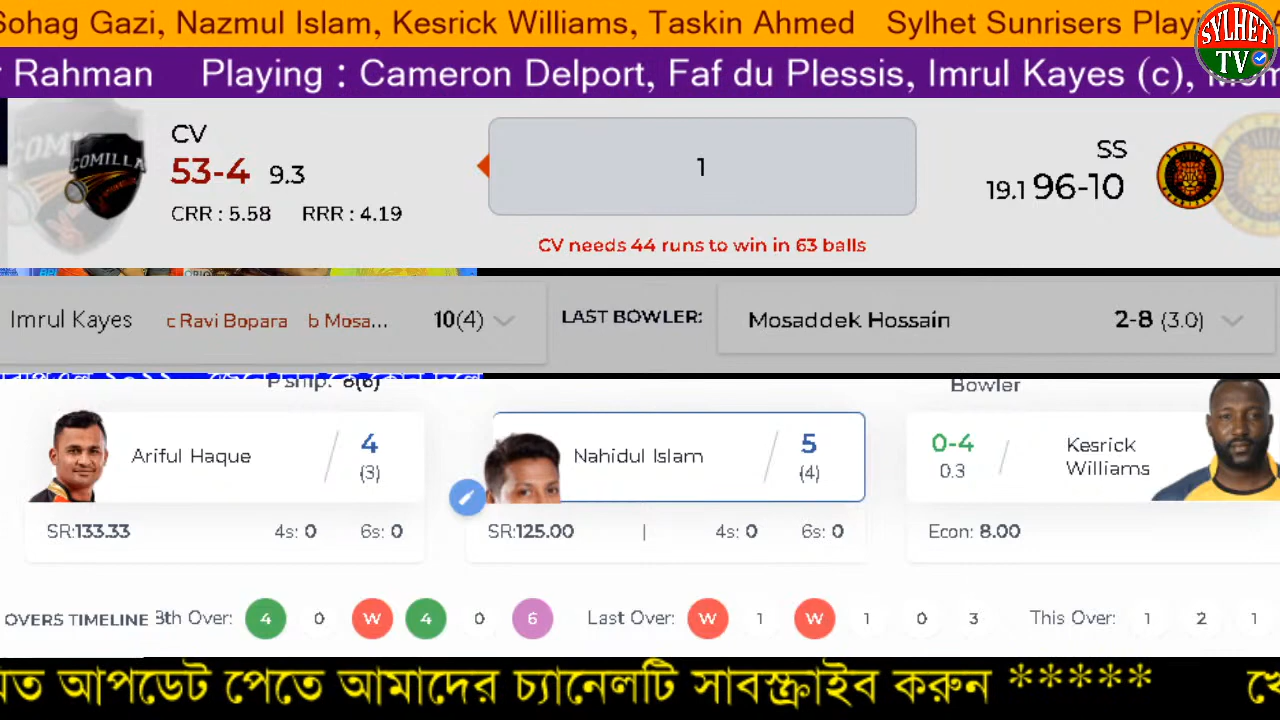 Sohag Gazi, Nazmul Islam, Kesrick Williams, Taskin Ahmed Sylhet Sunrisers
SYLHET TV
Rahman Playing : Cameron Delport, Faf du Plessis, Imrul Kayes (c),
COMILLA
CV
53-4 9.3
CRR : 5.58 RRR : 4.19
1
CV needs 44 runs to win in 63 balls
SS
19.1 96-10
Imrul Kayes c Ravi Bopara b Mosa... 10(4) LAST BOWLER: Mosaddek Hossain 2-8 (3.0)
P'ship: 8(6) Bowler
Ariful Haque 4 (3)
SR:133.33 4s: 0 6s: 0
Nahidul Islam 5 (4)
SR:125.00 | 4s: 0 6s: 0
0-4 0.3 Kesrick Williams
Econ: 8.00
OVERS TIMELINE 8th Over: 4 0 W 4 0 6 Last Over: W 1 W 1 0 3 This Over: 1 2 1
আপডেট পেতে আমাদের চ্যানেলটি সাবস্ক্রাইব করুন *****